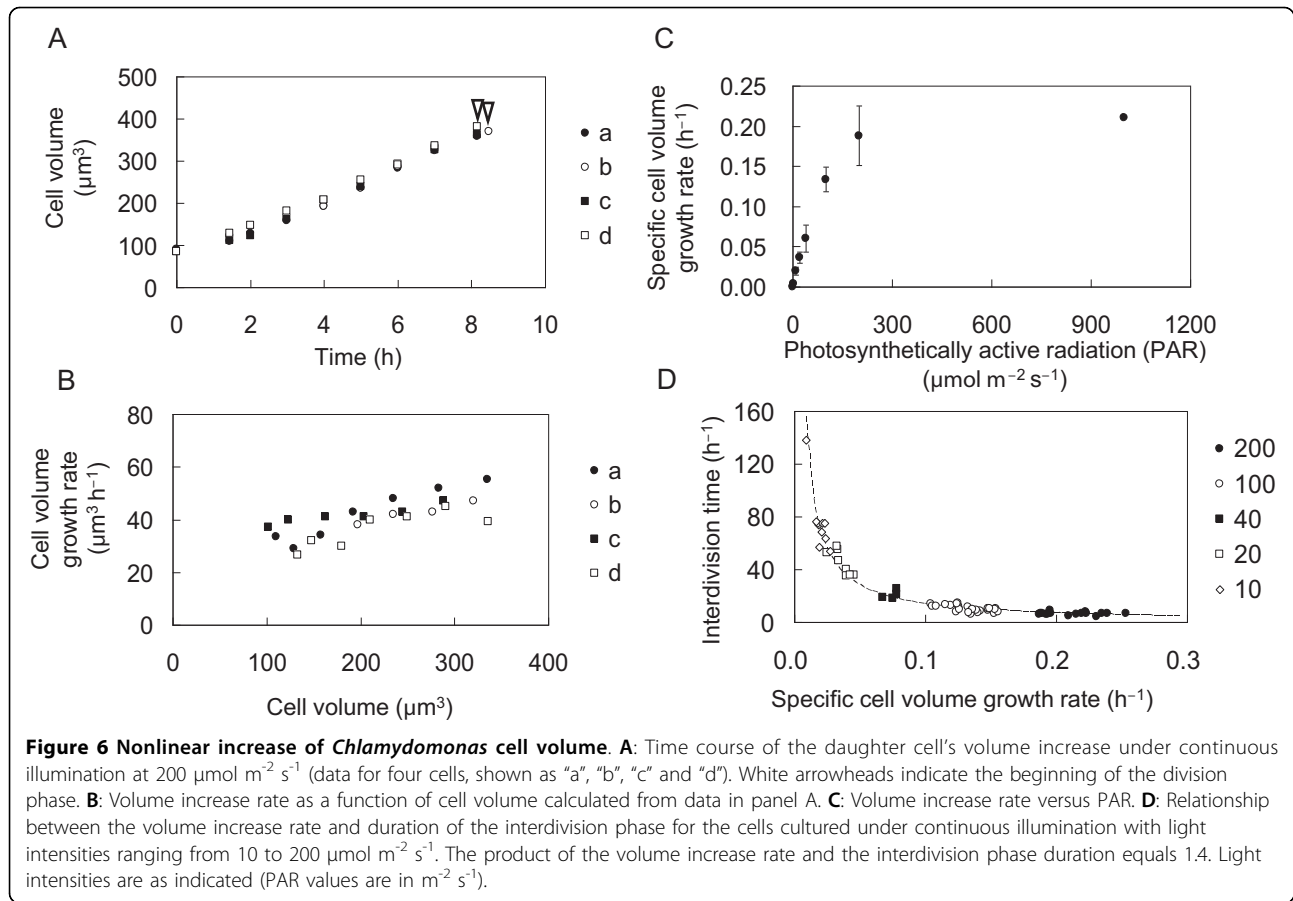 A
Cell volume
(µm³)
500
400
300
200
100
0
0 2 4 6 8 10
Time (h)
a
b
c
d
C
Specific cell volume
growth rate (h⁻¹)
0.25
0.20
0.15
0.10
0.05
0.00
0 300 600 900 1200
Photosynthetically active radiation (PAR)
(µmol m⁻² s⁻¹)
B
Cell volume
growth rate
(µm³ h⁻¹)
80
60
40
20
0
0 100 200 300 400
Cell volume (µm³)
a
b
c
d
D
Interdivision time (h⁻¹)
160
120
80
40
0
0.0 0.1 0.2 0.3
Specific cell volume growth rate (h⁻¹)
200
100
40
20
10
Figure 6 Nonlinear increase of Chlamydomonas cell volume. A: Time course of the daughter cell's volume increase under continuous
illumination at 200 µmol m⁻² s⁻¹ (data for four cells, shown as "a", "b", "c" and "d"). White arrowheads indicate the beginning of the division
phase. B: Volume increase rate as a function of cell volume calculated from data in panel A. C: Volume increase rate versus PAR. D: Relationship
between the volume increase rate and duration of the interdivision phase for the cells cultured under continuous illumination with light
intensities ranging from 10 to 200 µmol m⁻² s⁻¹. The product of the volume increase rate and the interdivision phase duration equals 1.4. Light
intensities are as indicated (PAR values are in m⁻² s⁻¹).